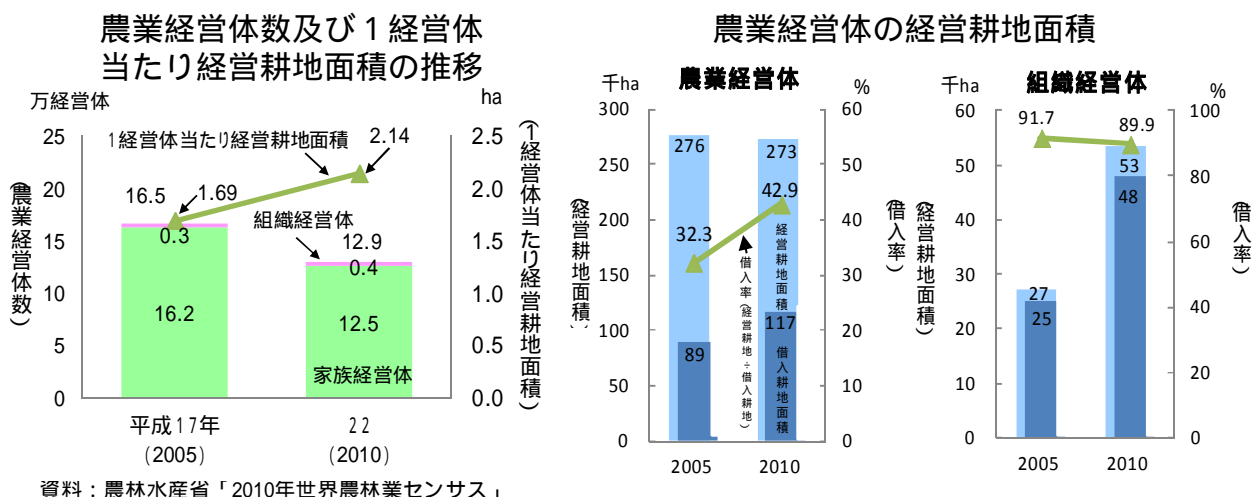 農業経営体数及び１経営体
当たり経営耕地面積の推移
万経営体
ha
(農業経営体数)
25
20
15
10
5
0
2.5
2.0
1.5
1.0
0.5
0.0
(1経営体当たり経営耕地面積)
1経営体当たり経営耕地面積
2.14
16.5
1.69
組織経営体
0.3
12.9
0.4
16.2
12.5
家族経営体
平成17年
(2005)
22
(2010)
資料：農林水産省「2010年世界農林業センサス」
農業経営体の経営耕地面積
千ha
農業経営体
%
(経営耕地面積)
300
250
200
150
100
50
0
60
50
40
30
20
10
0
(借入率)
276
273
42.9
32.3
経営耕地面積
借入率(経営耕地÷借入耕地)
89
117
借入耕地面積
2005
2010
千ha
組織経営体
%
(経営耕地面積)
60
50
40
30
20
10
0
100
80
60
40
20
0
(借入率)
91.7
89.9
53
48
27
25
2005
2010